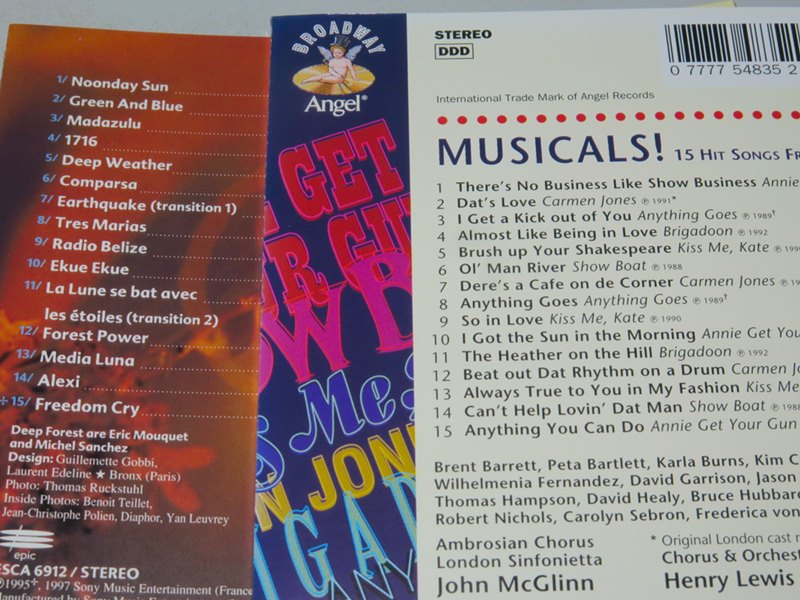 1/ Noonday Sun
2/ Green And Blue
3/ Madazulu
4/ 1716
5/ Deep Weather
6/ Comparsa
7/ Earthquake (transition 1)
8/ Tres Marias
9/ Radio Belize
10/ Ekue Ekue
11/ La Lune se bat avec
les étoiles (transition 2)
12/ Forest Power
13/ Media Luna
14/ Alexi
+15/ Freedom Cry
Deep Forest are Eric Mouquet
and Michel Sanchez
Design: Guillemette Gobbi,
Laurent Edeline ★ Bronx (Paris)
Photo: Thomas Ruckstuhl
Inside Photos: Benoit Teillet,
Jean-Christophe Polien, Diaphor, Yan Leuvrey
epic
ESCA 6912 / STEREO
℗1995+, 1997 Sony Music Entertainment (France
BROADWAY
Angel®
GET
OW
Me
JON
IGAD
ANY
STEREO
DDD
0 7777 54835 2
International Trade Mark of Angel Records
MUSICALS! 15 HIT SONGS FR
1 There's No Business Like Show Business Annie
2 Dat's Love Carmen Jones ℗ 1991*
3 I Get a Kick out of You Anything Goes ℗ 1989†
4 Almost Like Being in Love Brigadoon ℗ 1992
5 Brush up Your Shakespeare Kiss Me, Kate ℗ 199
6 Ol' Man River Show Boat ℗ 1988
7 Dere's a Cafe on de Corner Carmen Jones ℗ 19
8 Anything Goes Anything Goes ℗ 1989†
9 So in Love Kiss Me, Kate ℗ 1990
10 I Got the Sun in the Morning Annie Get You
11 The Heather on the Hill Brigadoon ℗ 1992
12 Beat out Dat Rhythm on a Drum Carmen Jo
13 Always True to You in My Fashion Kiss Me
14 Can't Help Lovin' Dat Man Show Boat ℗ 1988
15 Anything You Can Do Annie Get Your Gun
Brent Barrett, Peta Bartlett, Karla Burns, Kim C
Wilhelmenia Fernandez, David Garrison, Jason
Thomas Hampson, David Healy, Bruce Hubbar
Robert Nichols, Carolyn Sebron, Frederica von
Ambrosian Chorus
London Sinfonietta
John McGlinn
* Original London cast r
Chorus & Orchest
Henry Lewis